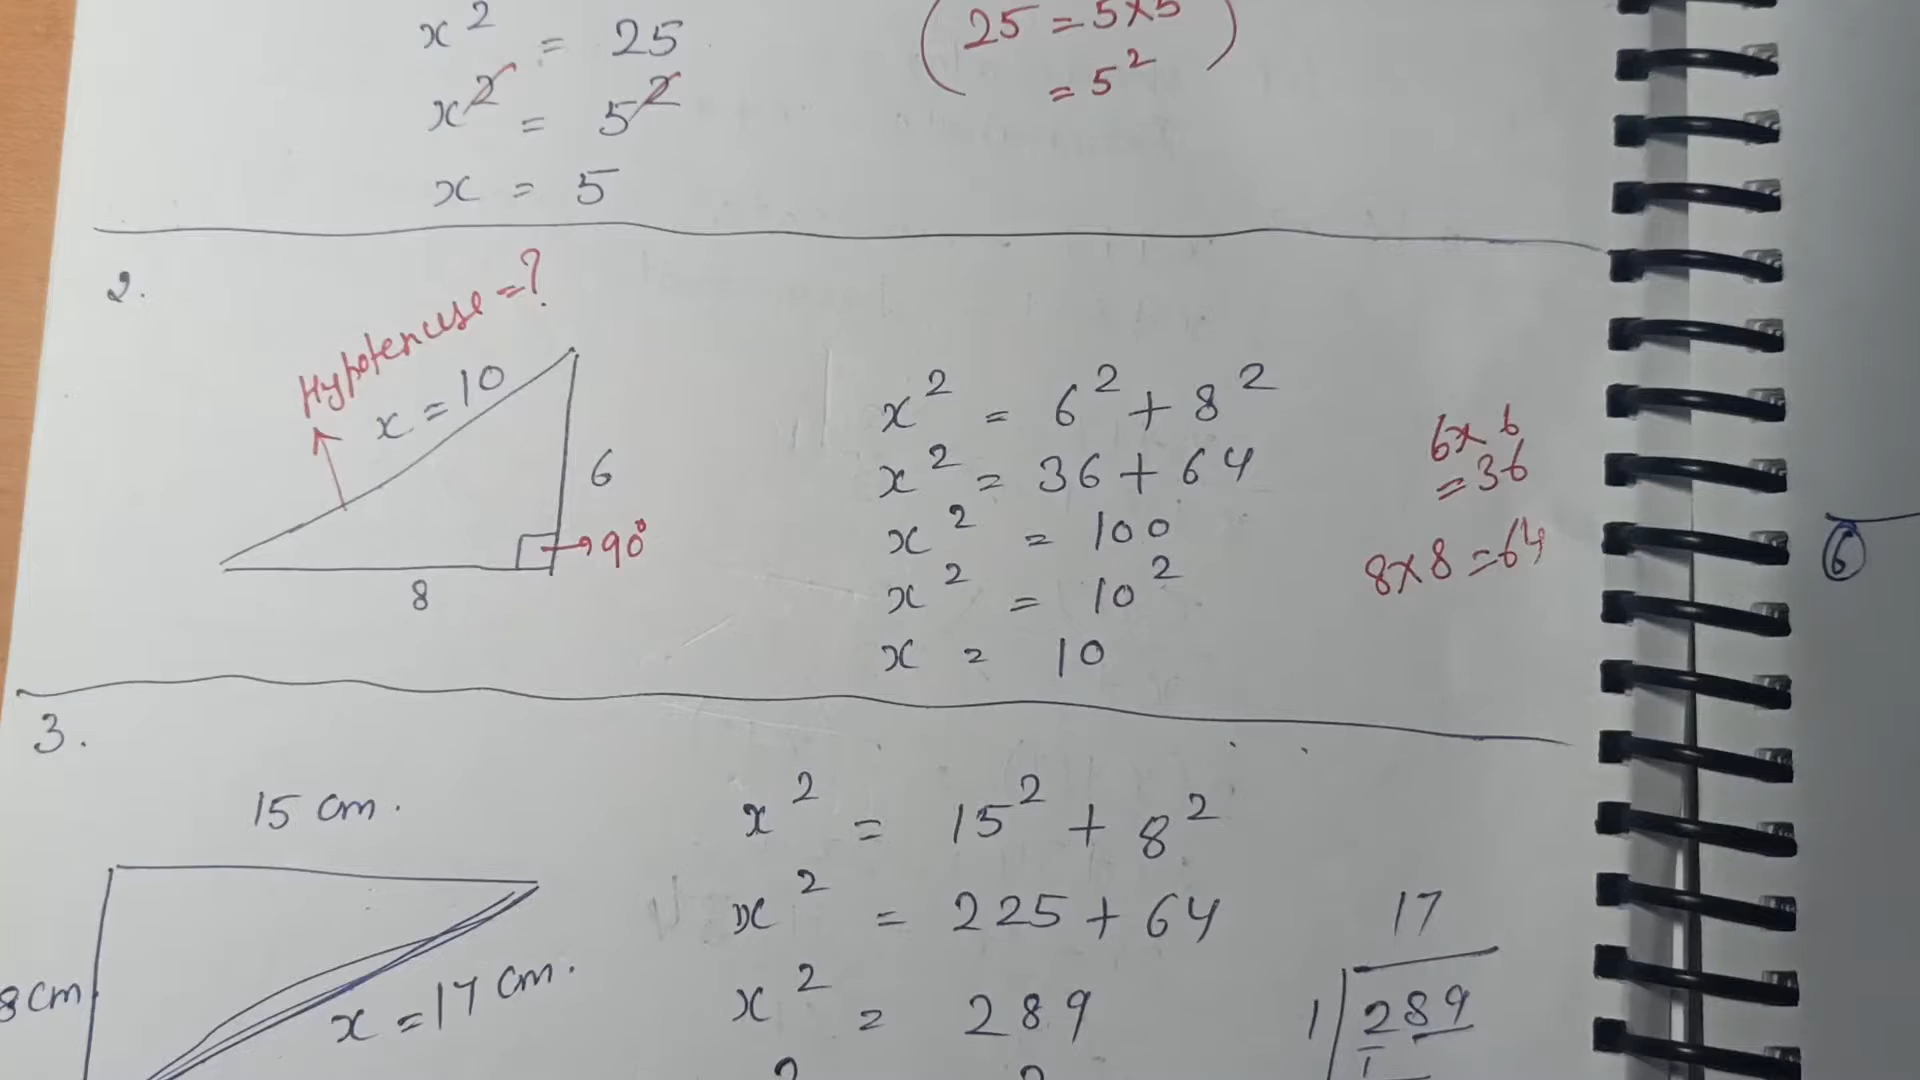 x² = 25
(25 = 5×5
= 5²)
x² = 5²
x = 5
2.
Hypotenuse = ?
x = 10
6
→90°
8
x² = 6² + 8²
x² = 36 + 64
x² = 100
x² = 10²
x = 10
6×6
= 36
8×8 = 64
6
3.
15 cm.
8 cm
x = 17 cm.
x² = 15² + 8²
x² = 225 + 64
x² = 289
17
1 289
1